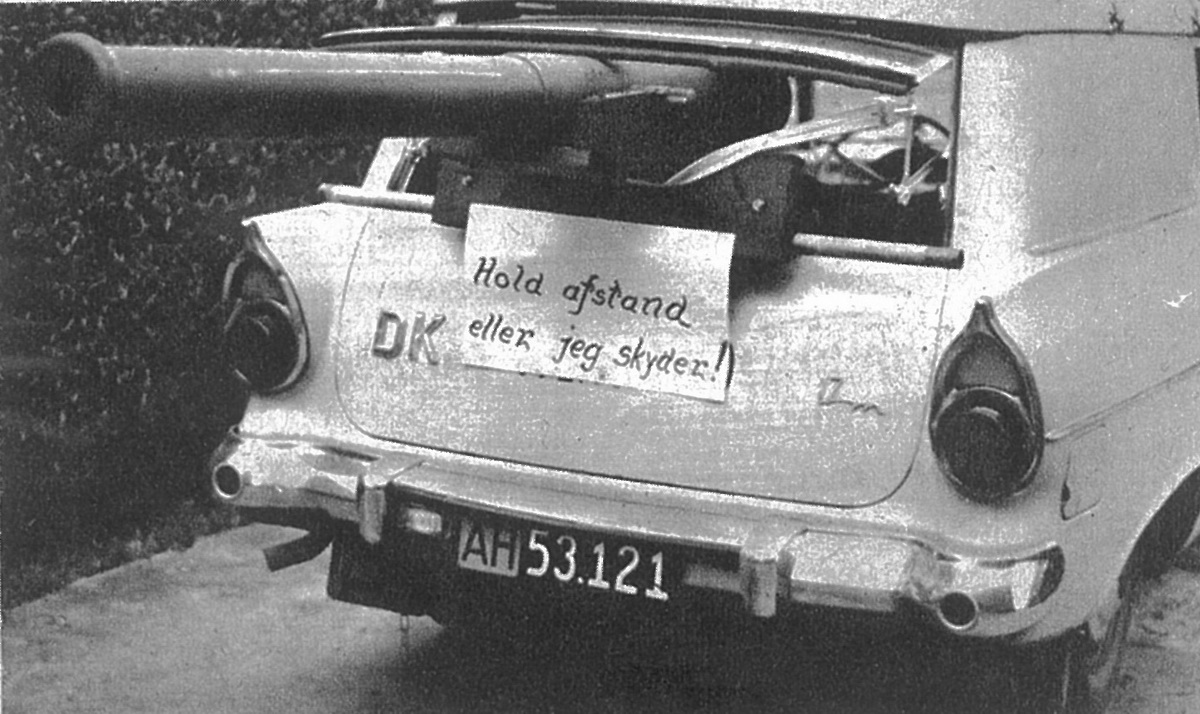 Hold afstand
eller jeg skyder!)
DK
AH 53.121